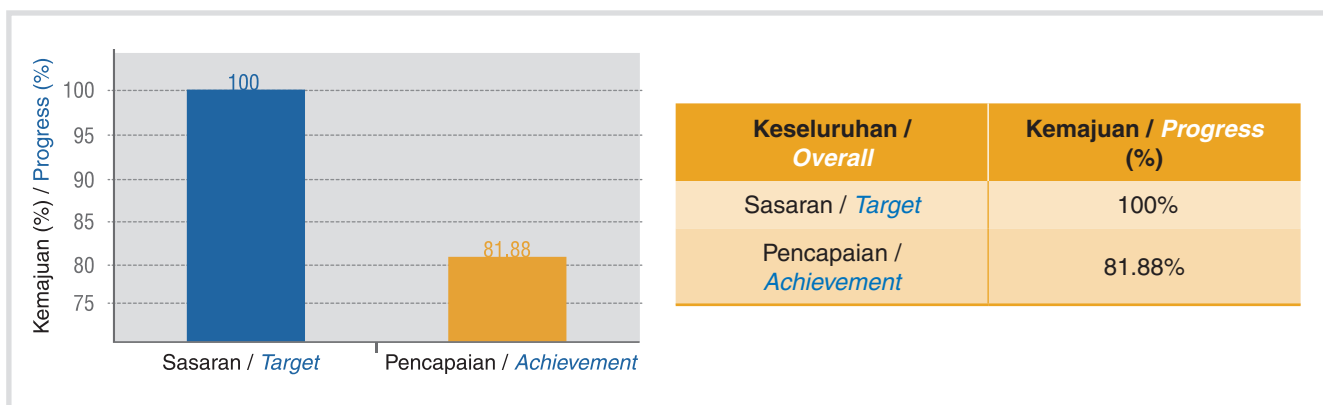 Kemajuan (%) / Progress (%)
100
95
90
85
80
75
100
81.88
Sasaran / Target
Pencapaian / Achievement
Keseluruhan /
Overall
Kemajuan / Progress
(%)
Sasaran / Target
100%
Pencapaian /
Achievement
81.88%